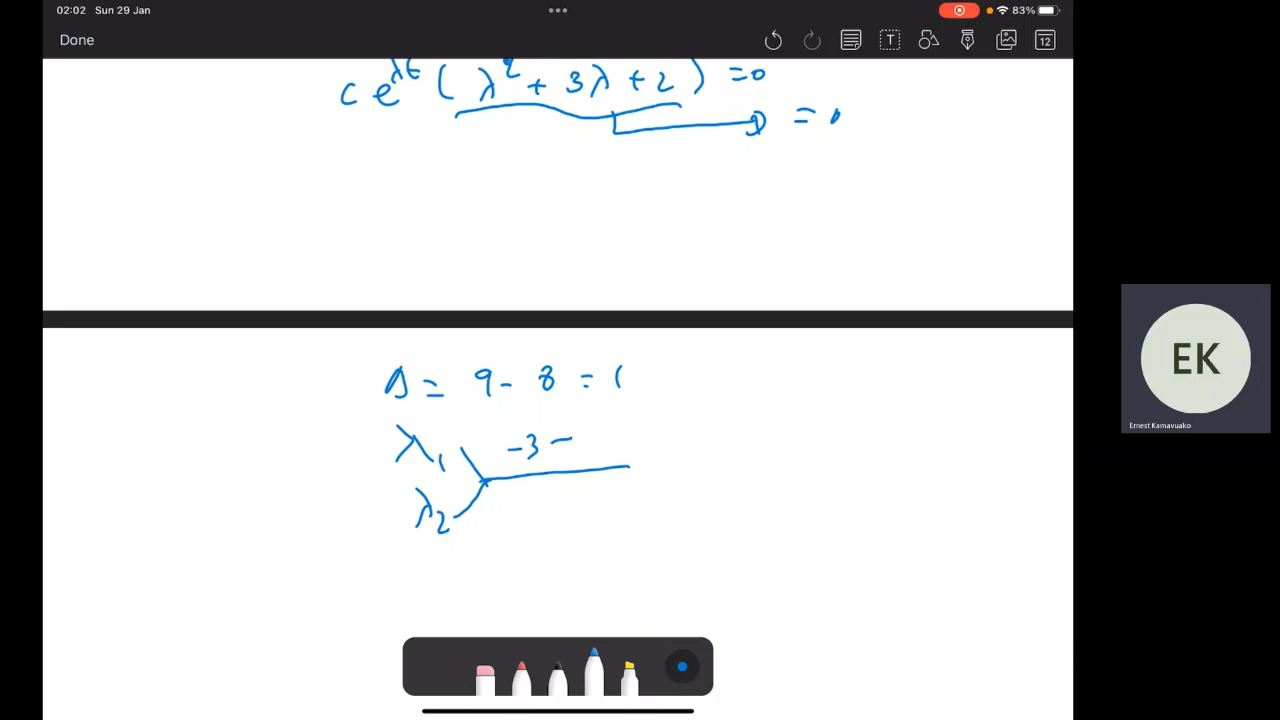 02:02 Sun 29 Jan
83%
Done
T
12
c e^λt ( λ² + 3λ + 2 ) = 0
= 0
Δ = 9 - 8 = 1
λ₁
-3 -
λ₂
EK
Ernest Kamavuako